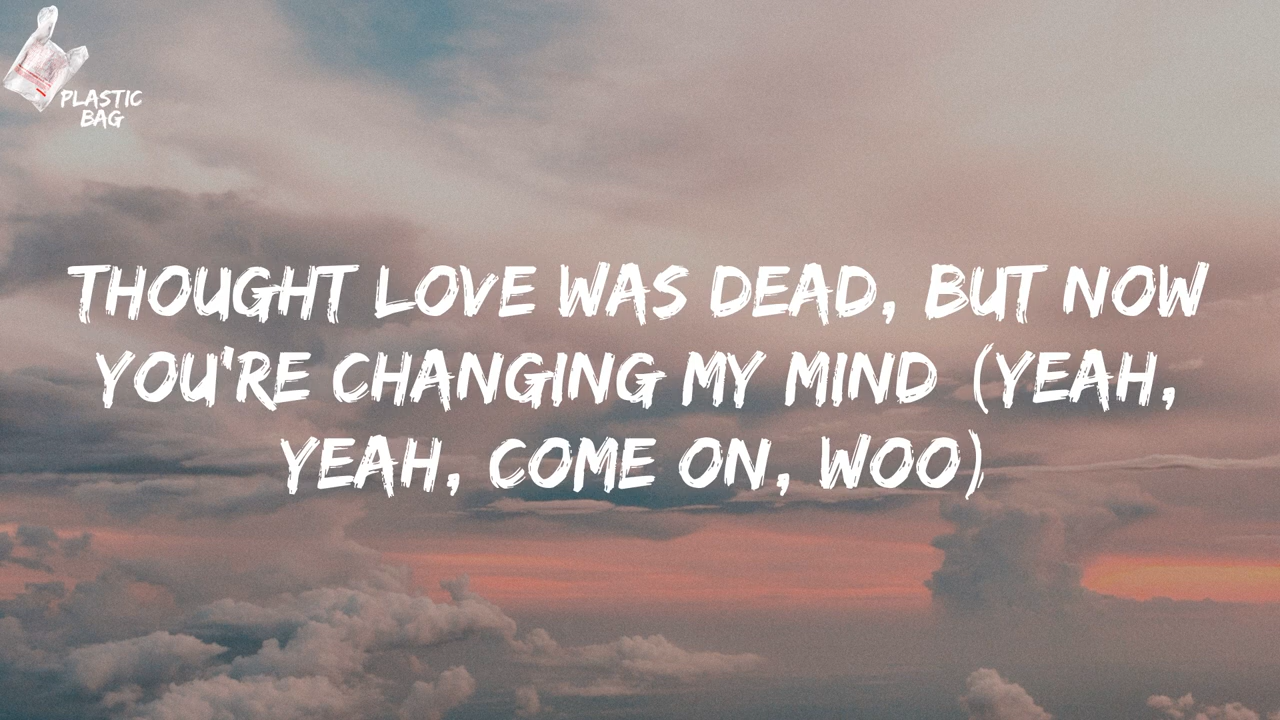 PLASTIC
BAG
THOUGHT LOVE WAS DEAD, BUT NOW
YOU'RE CHANGING MY MIND (YEAH,
YEAH, COME ON, WOO)